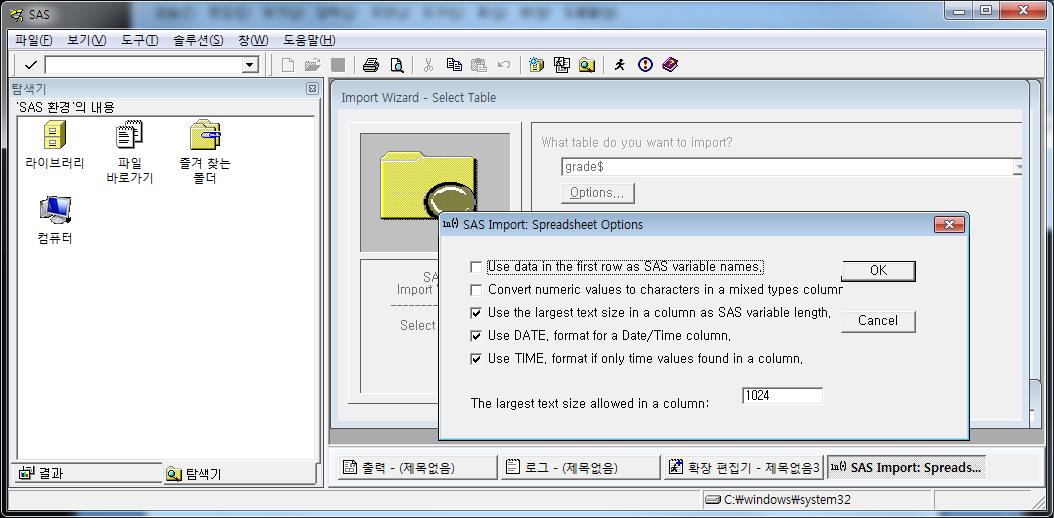 SAS
파일(F) 보기(V) 도구(T) 솔루션(S) 창(W) 도움말(H)
탐색기
'SAS 환경'의 내용
라이브러리
파일
바로가기
즐겨 찾는
폴더
컴퓨터
Import Wizard - Select Table
What table do you want to import?
grade$
Options...
SA
Import
Select
SAS Import: Spreadsheet Options
Use data in the first row as SAS variable names.
Convert numeric values to characters in a mixed types column
Use the largest text size in a column as SAS variable length.
Use DATE. format for a Date/Time column.
Use TIME. format if only time values found in a column.
The largest text size allowed in a column:
1024
OK
Cancel
결과
탐색기
출력 - (제목없음)
로그 - (제목없음)
확장 편집기 - 제목없음3
SAS Import: Spreads...
C:₩windows₩system32